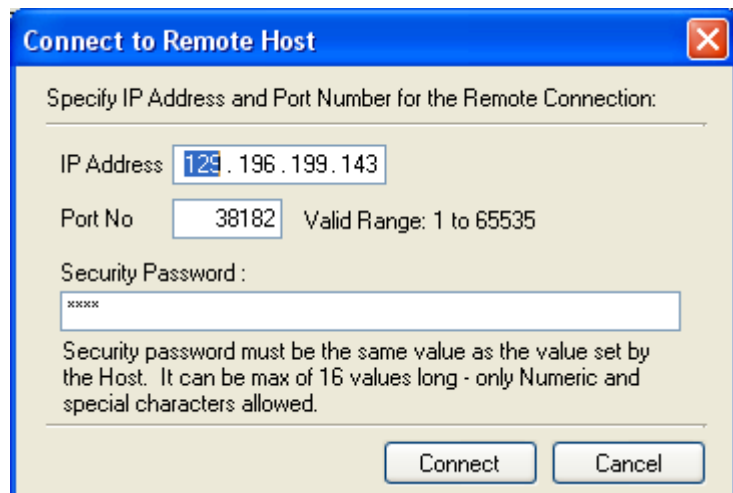 Connect to Remote Host
Specify IP Address and Port Number for the Remote Connection:
IP Address 129 . 196 . 199 . 143
Port No 38182 Valid Range: 1 to 65535
Security Password :
****
Security password must be the same value as the value set by
the Host. It can be max of 16 values long - only Numeric and
special characters allowed.
Connect Cancel